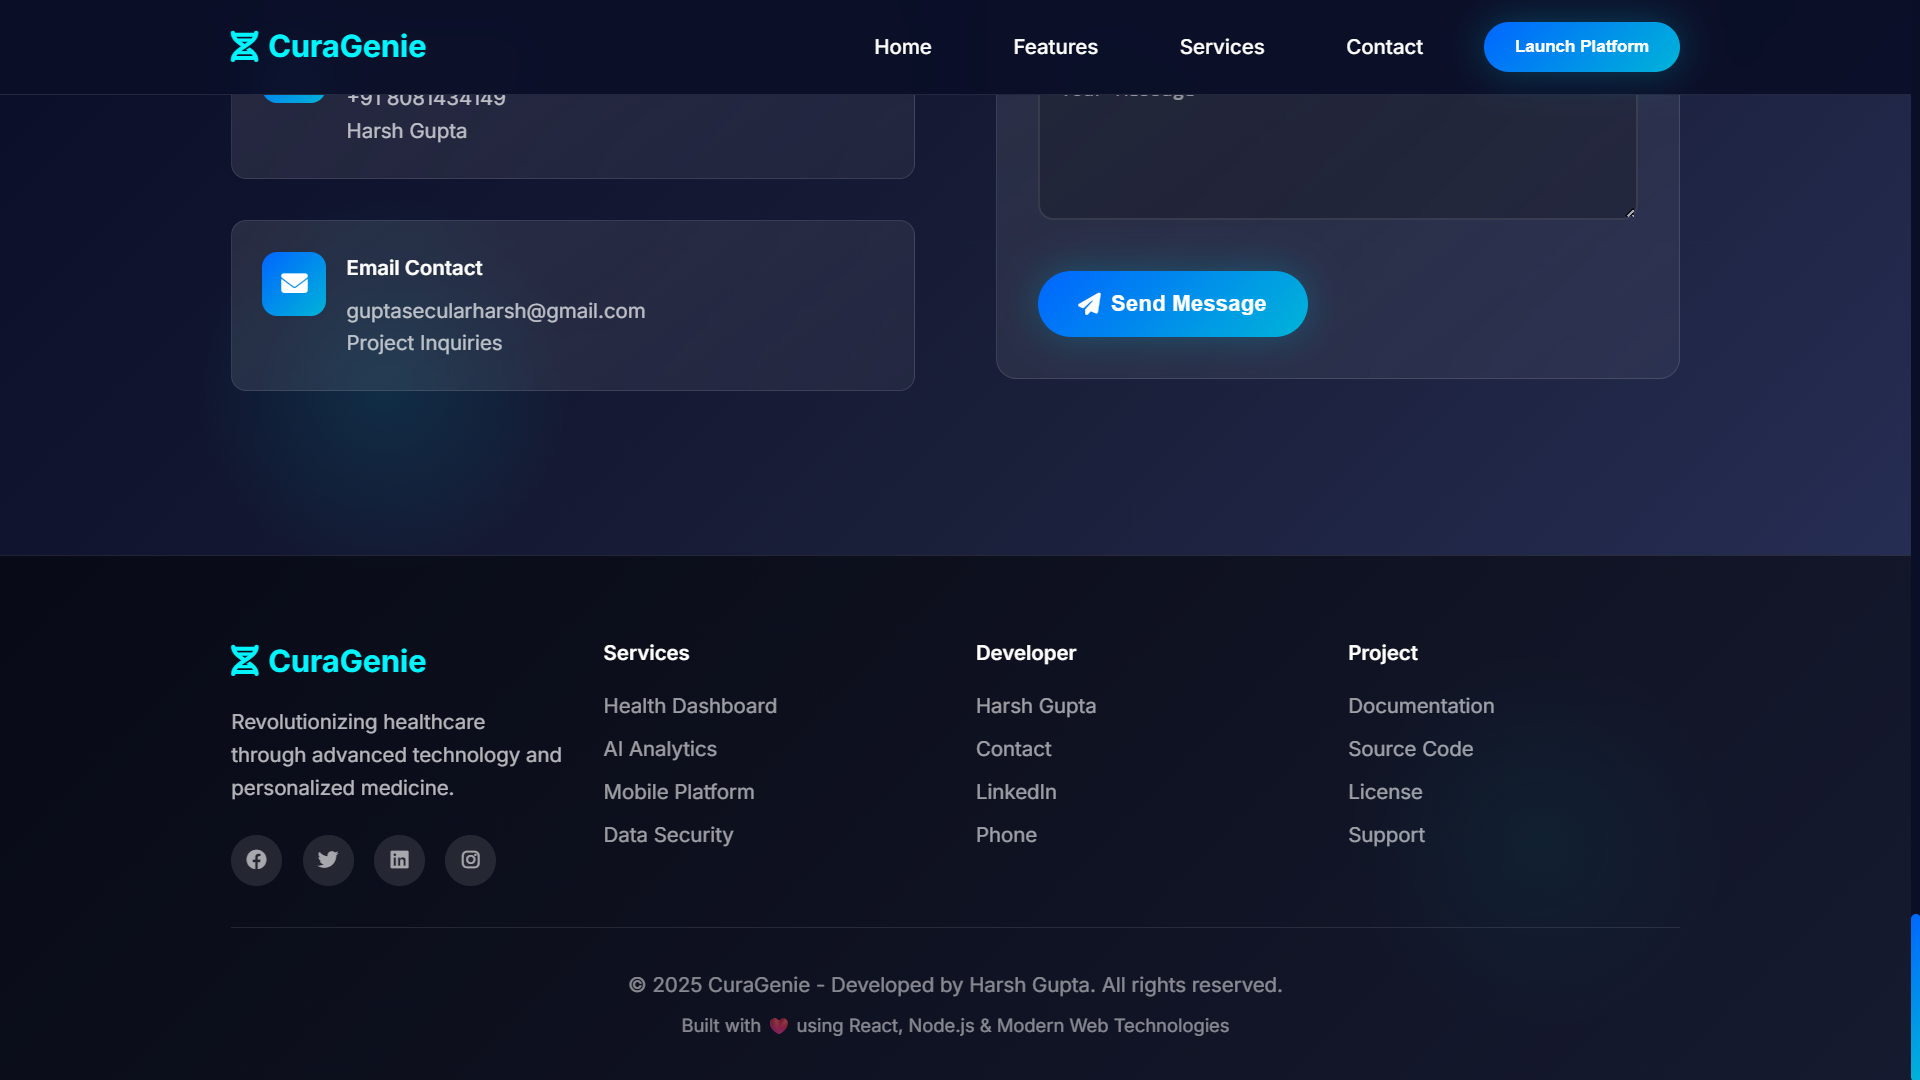 CuraGenie
Home
Features
Services
Contact
Launch Platform
+91 8081434149
Harsh Gupta
Your Message
Email Contact
guptasecularharsh@gmail.com
Project Inquiries
Send Message
CuraGenie
Revolutionizing healthcare
through advanced technology and
personalized medicine.
Services
Health Dashboard
AI Analytics
Mobile Platform
Data Security
Developer
Harsh Gupta
Contact
LinkedIn
Phone
Project
Documentation
Source Code
License
Support
© 2025 CuraGenie - Developed by Harsh Gupta. All rights reserved.
Built with ❤️ using React, Node.js & Modern Web Technologies